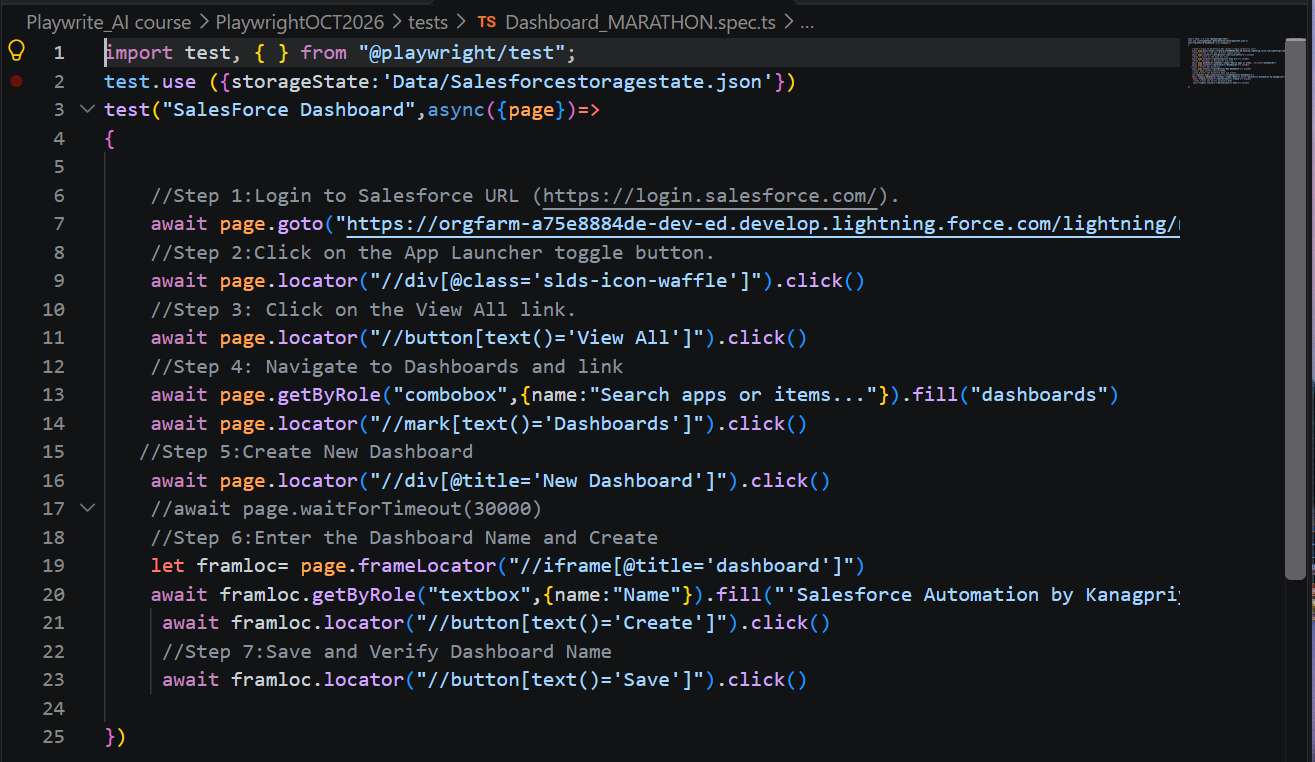 Playwrite_AI course > PlaywrightOCT2026 > tests > TS Dashboard_MARATHON.spec.ts > ...
1 import test, { } from "@playwright/test";
2 test.use ({storageState:'Data/Salesforcestoragestate.json'})
3 test("SalesForce Dashboard",async({page})=>
4 {
5
6 //Step 1:Login to Salesforce URL (https://login.salesforce.com/).
7 await page.goto("https://orgfarm-a75e8884de-dev-ed.develop.lightning.force.com/lightning/
8 //Step 2:Click on the App Launcher toggle button.
9 await page.locator("//div[@class='slds-icon-waffle']").click()
10 //Step 3: Click on the View All link.
11 await page.locator("//button[text()='View All']").click()
12 //Step 4: Navigate to Dashboards and link
13 await page.getByRole("combobox",{name:"Search apps or items..."}).fill("dashboards")
14 await page.locator("//mark[text()='Dashboards']").click()
15 //Step 5:Create New Dashboard
16 await page.locator("//div[@title='New Dashboard']").click()
17 //await page.waitForTimeout(30000)
18 //Step 6:Enter the Dashboard Name and Create
19 let framloc= page.frameLocator("//iframe[@title='dashboard']")
20 await framloc.getByRole("textbox",{name:"Name"}).fill("'Salesforce Automation by Kanagpriy
21 await framloc.locator("//button[text()='Create']").click()
22 //Step 7:Save and Verify Dashboard Name
23 await framloc.locator("//button[text()='Save']").click()
24
25 })